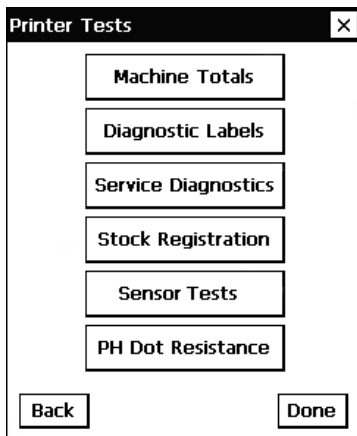 Printer Tests
Machine Totals
Diagnostic Labels
Service Diagnostics
Stock Registration
Sensor Tests
PH Dot Resistance
Back Done